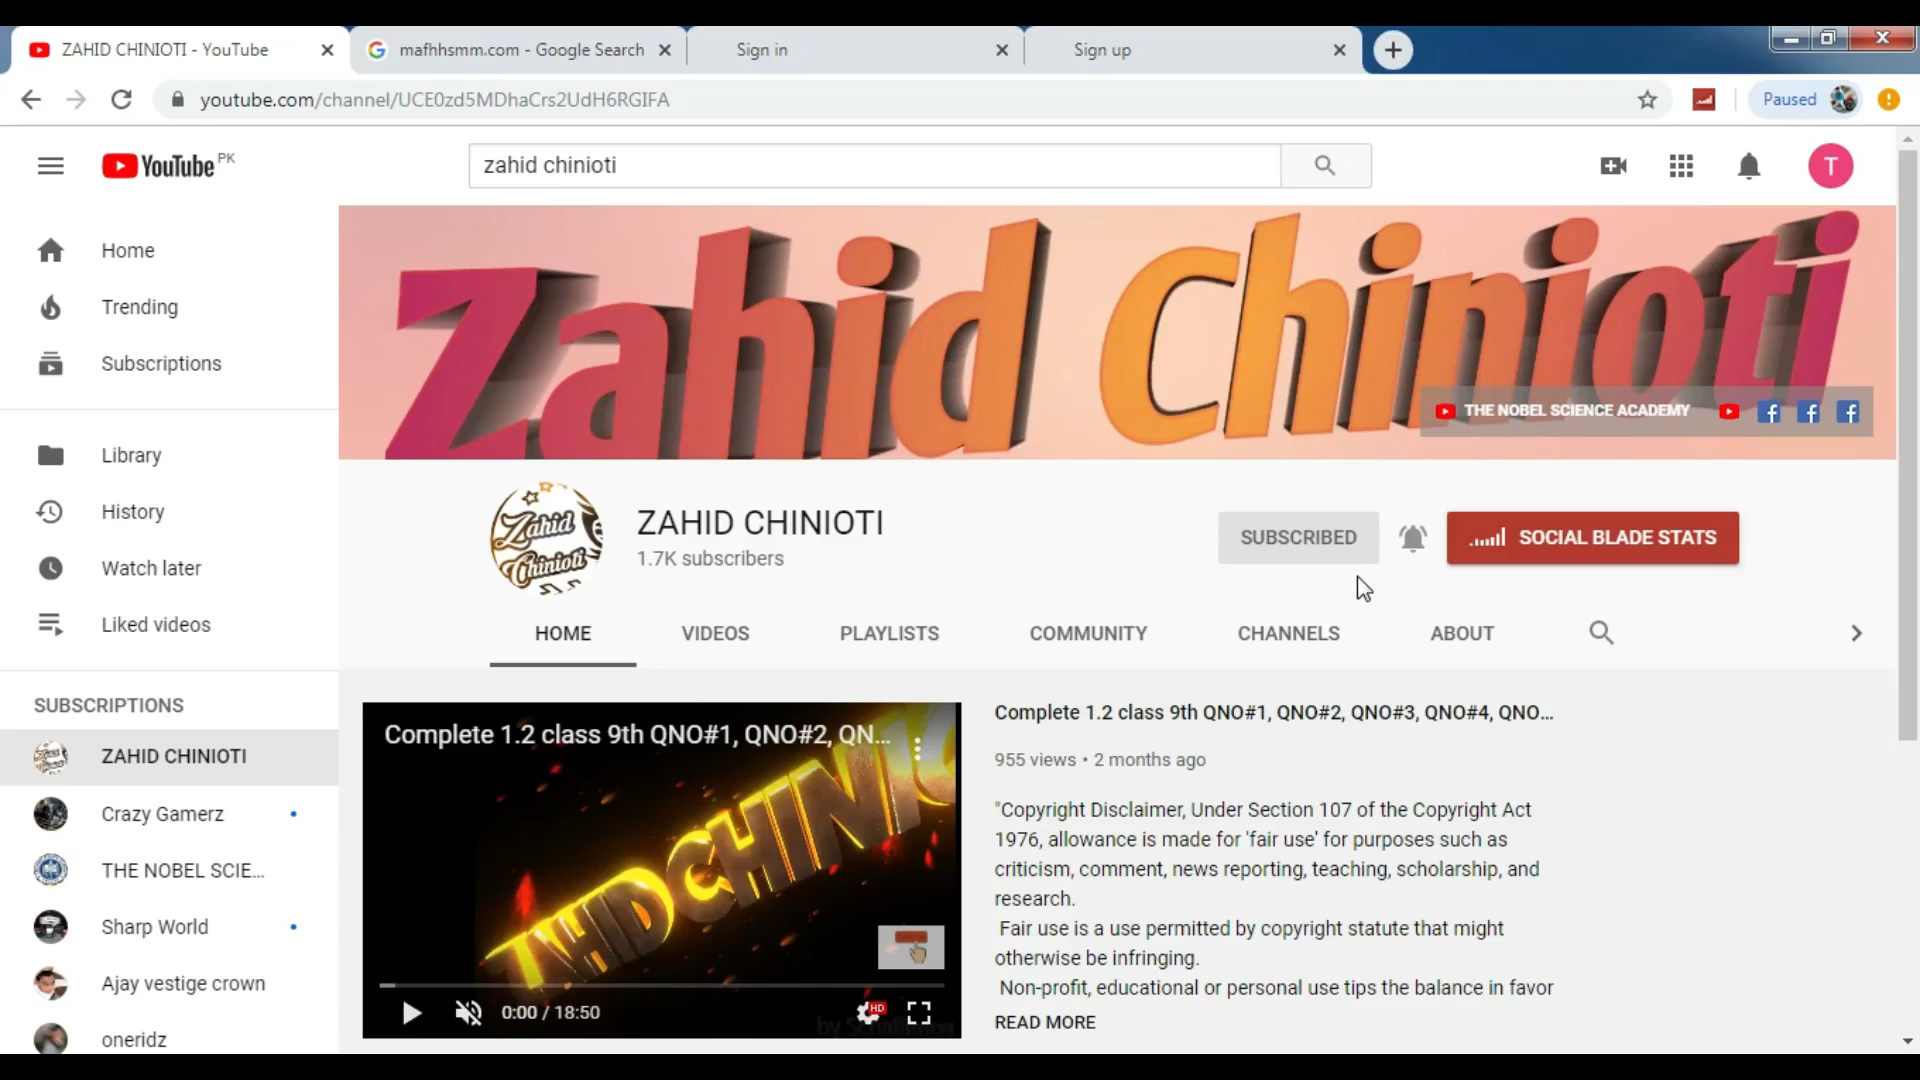 ZAHID CHINIOTI - YouTube
mafhhsmm.com - Google Search
Sign in
Sign up
youtube.com/channel/UCE0zd5MDhaCrs2UdH6RGIFA
Paused
YouTube PK
zahid chinioti
T
Home
Trending
Subscriptions
Library
History
Watch later
Liked videos
SUBSCRIPTIONS
ZAHID CHINIOTI
Crazy Gamerz
THE NOBEL SCIE...
Sharp World
Ajay vestige crown
oneridz
Zahid Chinioti
THE NOBEL SCIENCE ACADEMY
Zahid
Chinioti
ZAHID CHINIOTI
1.7K subscribers
SUBSCRIBED
SOCIAL BLADE STATS
HOME
VIDEOS
PLAYLISTS
COMMUNITY
CHANNELS
ABOUT
Complete 1.2 class 9th QNO#1, QNO#2, QN...
0:00 / 18:50
HD
Complete 1.2 class 9th QNO#1, QNO#2, QNO#3, QNO#4, QNO...
955 views • 2 months ago
"Copyright Disclaimer, Under Section 107 of the Copyright Act
1976, allowance is made for 'fair use' for purposes such as
criticism, comment, news reporting, teaching, scholarship, and
research.
Fair use is a use permitted by copyright statute that might
otherwise be infringing.
Non-profit, educational or personal use tips the balance in favor
READ MORE